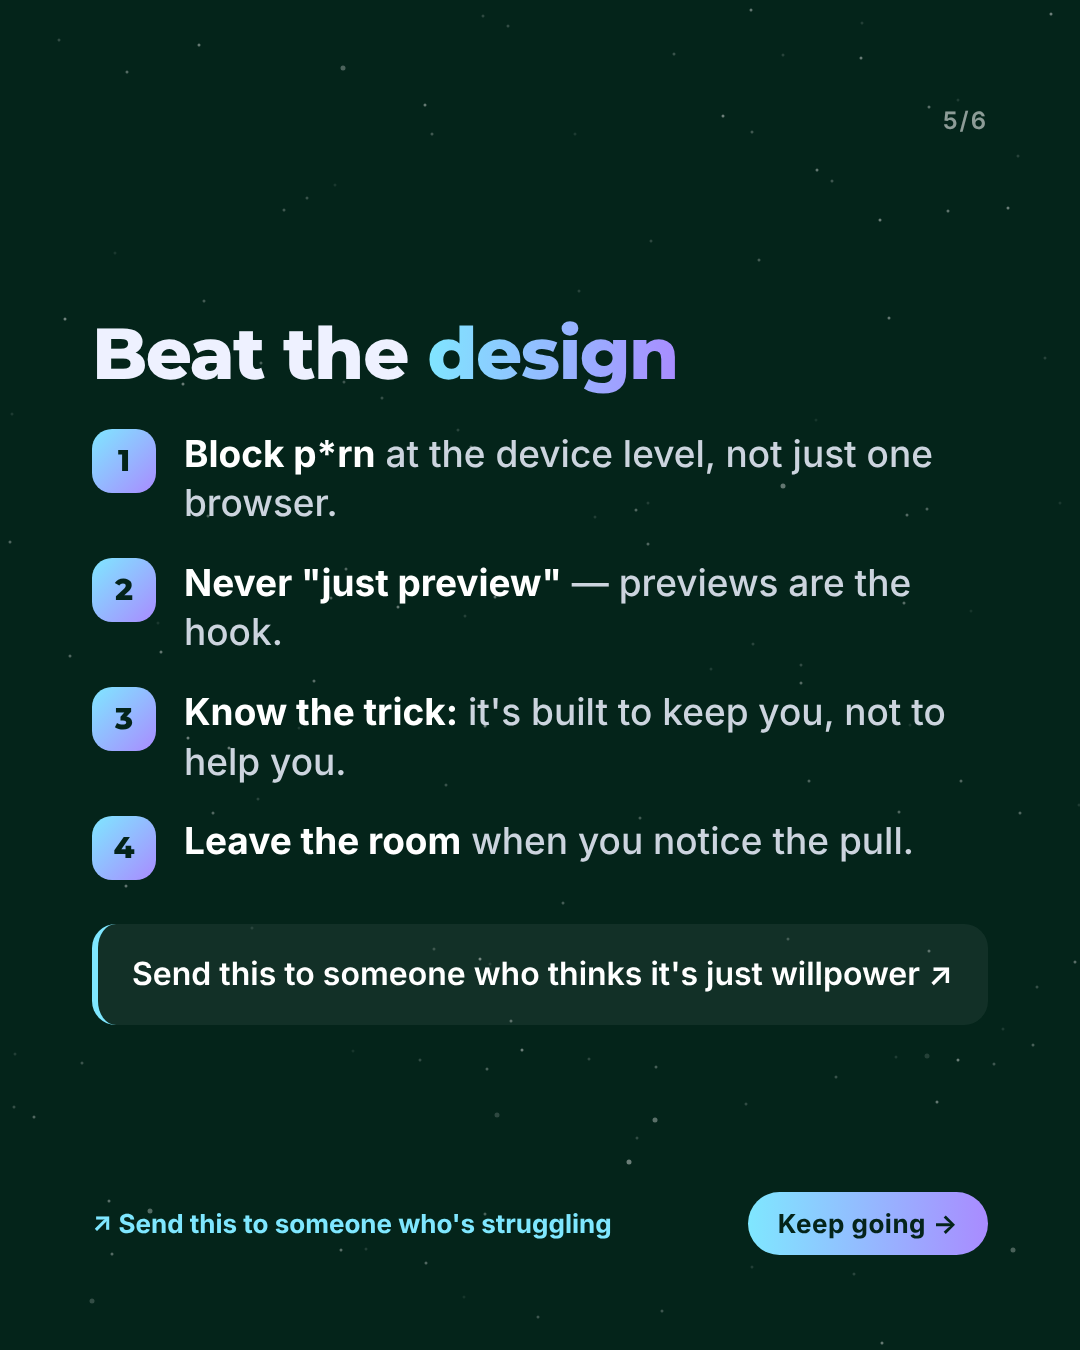 5/6
Beat the design
1 Block p*rn at the device level, not just one
browser.
2 Never "just preview" — previews are the
hook.
3 Know the trick: it's built to keep you, not to
help you.
4 Leave the room when you notice the pull.
Send this to someone who thinks it's just willpower ↗
↗ Send this to someone who's struggling
Keep going →